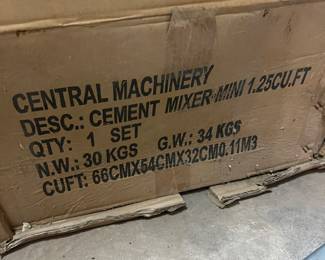 CENTRAL MACHINERY
DESC.: CEMENT MIXER-MINI 1.25CU.FT
QTY: 1 SET
N.W.: 30 KGS G.W.: 34 KGS
CUFT: 66CMX54CMX32CM0.11M3